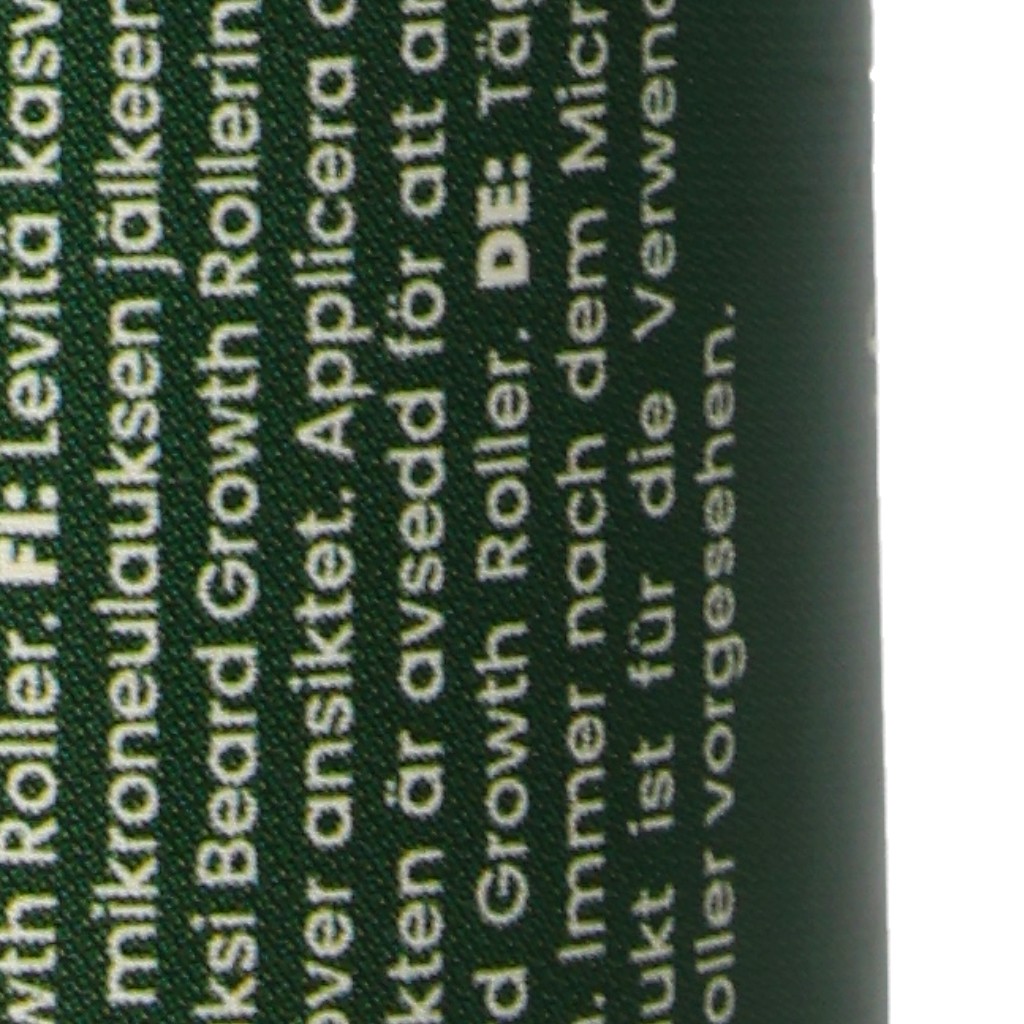 wth Roller. FI: Levitä kasv
mikroneulauksen jälkeen
ksi Beard Growth Rollerin
över ansiktet. Applicera
kten är avsedd för att an
d Growth Roller. DE: Täg
. Immer nach dem Micr
ukt ist für die Verwend
oller vorgesehen.